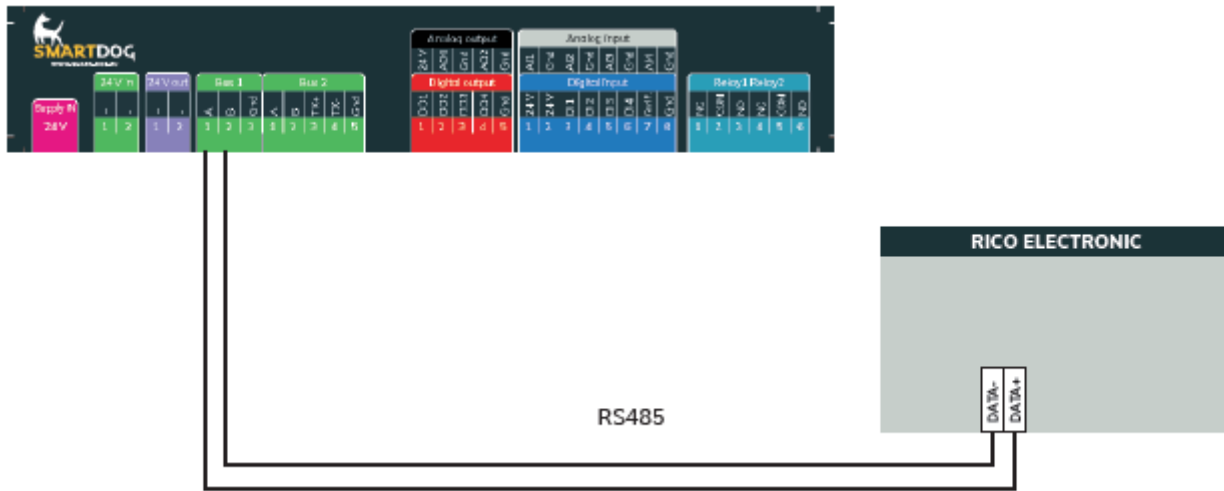 SMARTDOG
Analog output
Analog Input
24 V AO1 Gnd AO2 Gnd
AI1 Gnd AI2 Gnd AI3 Gnd AI4 Gnd
24 V in
24 V out
Bus 1
Bus 2
Digital output
Digital Input
Relay1 Relay2
Supply IN
24 V
A B Gnd
A B TX+ TX- Gnd
DO1 DO2 DO3 DO4 Gnd
24 V 24 V DI1 DI2 DI3 DI4 Gnd
NC COM NO NC COM NO
1 2
1 2
1 2 3
1 2 3 4 5
1 2 3 4 5
1 2 3 4 5 6 7 8
1 2 3 4 5 6
RICO ELECTRONIC
DATA-
DATA+
RS485